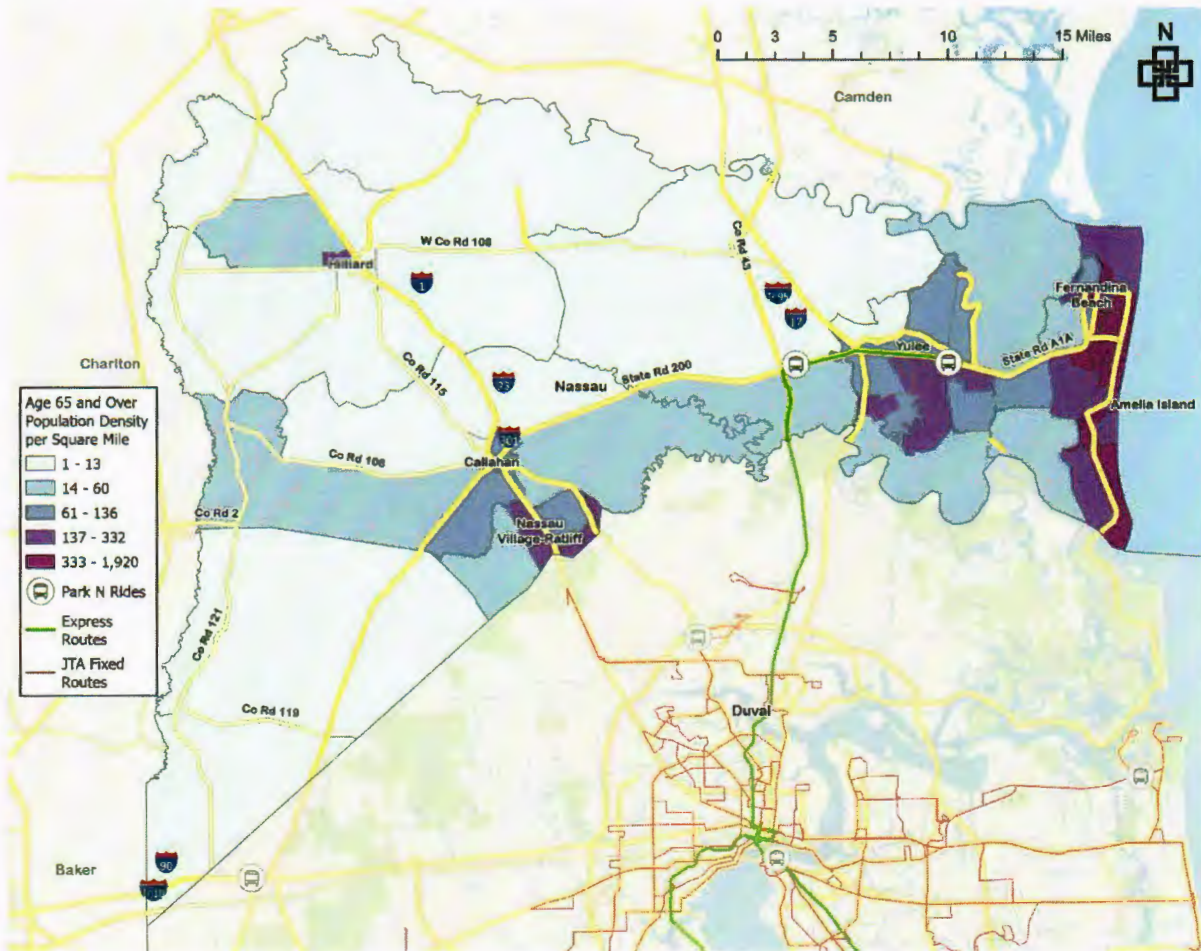 0 3 5 10 15 Miles
N
Camden
W Co Rd 108
Co Rd 43
Hilliard
1
I-95
17
Fernandina
Beach
Yulee
State Rd A1A
Charlton
Co Rd 115
23
Nassau
State Rd 200
Amelia Island
301
Callahan
Co Rd 108
Co Rd 2
Nassau
Village-Ratliff
Age 65 and Over
Population Density
per Square Mile
1 - 13
14 - 60
61 - 136
137 - 332
333 - 1,920
Park N Rides
Express
Routes
JTA Fixed
Routes
Co Rd 121
Co Rd 119
Duval
Baker
90